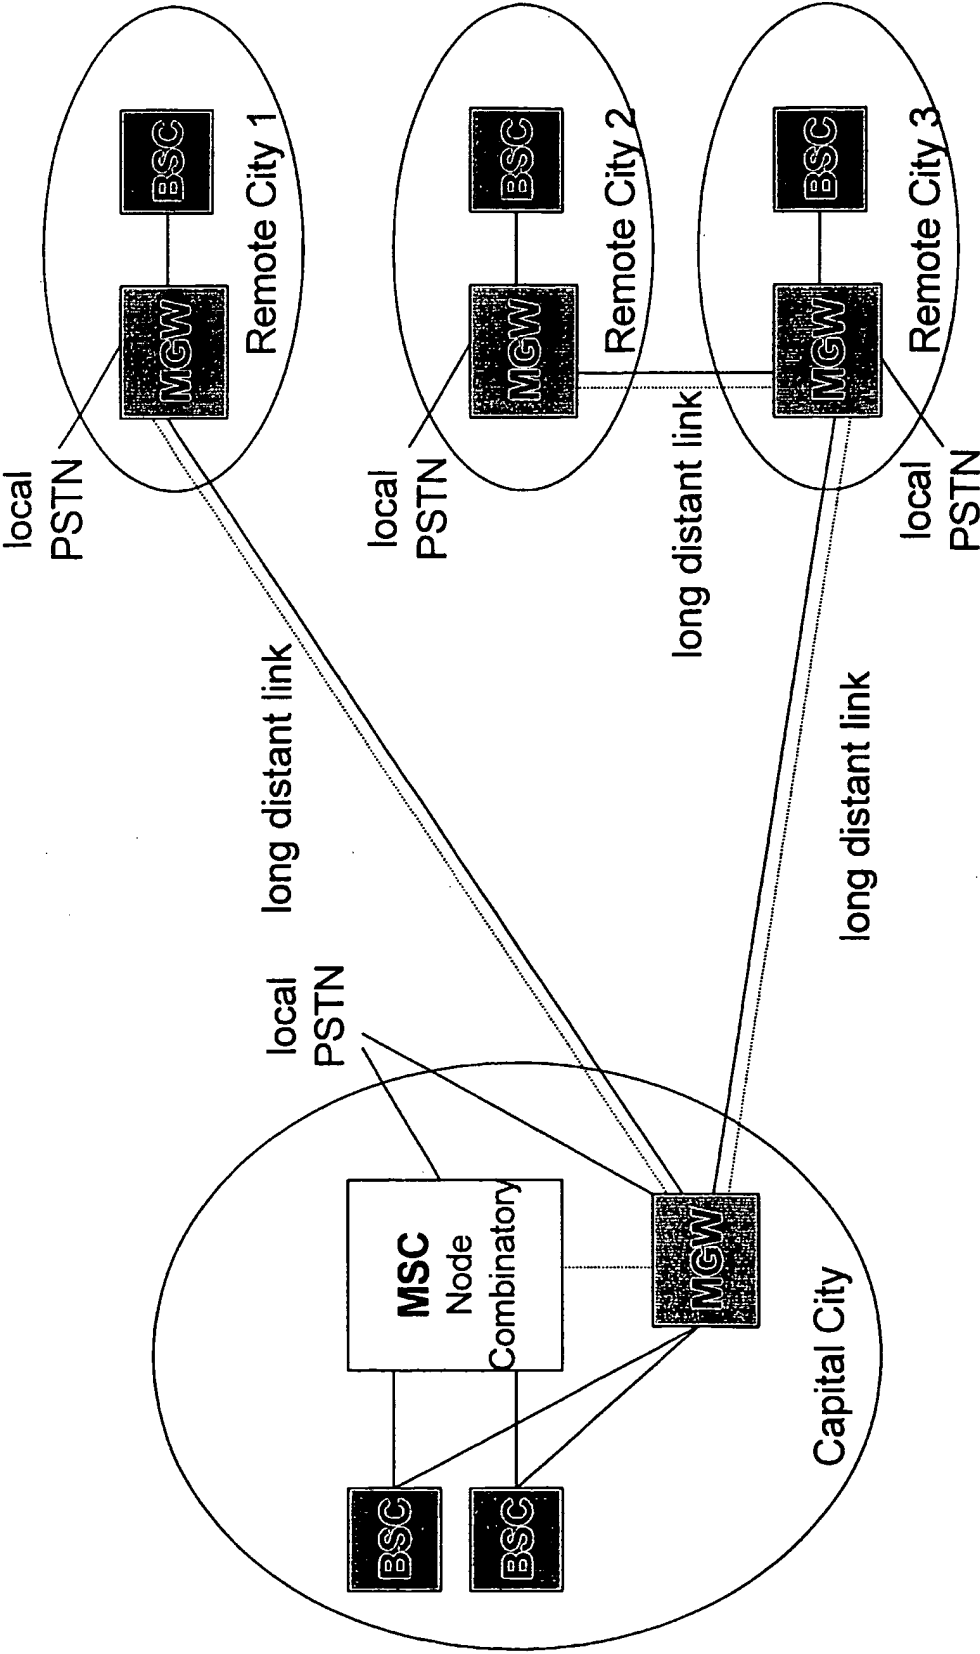 BSC
BSC
MSC
Node
Combinatory
MGW
Capital City
local
PSTN
long distant link
long distant link
long distant link
local
PSTN
MGW
BSC
Remote City 1
local
PSTN
MGW
BSC
Remote City 2
local
PSTN
MGW
BSC
Remote City 3